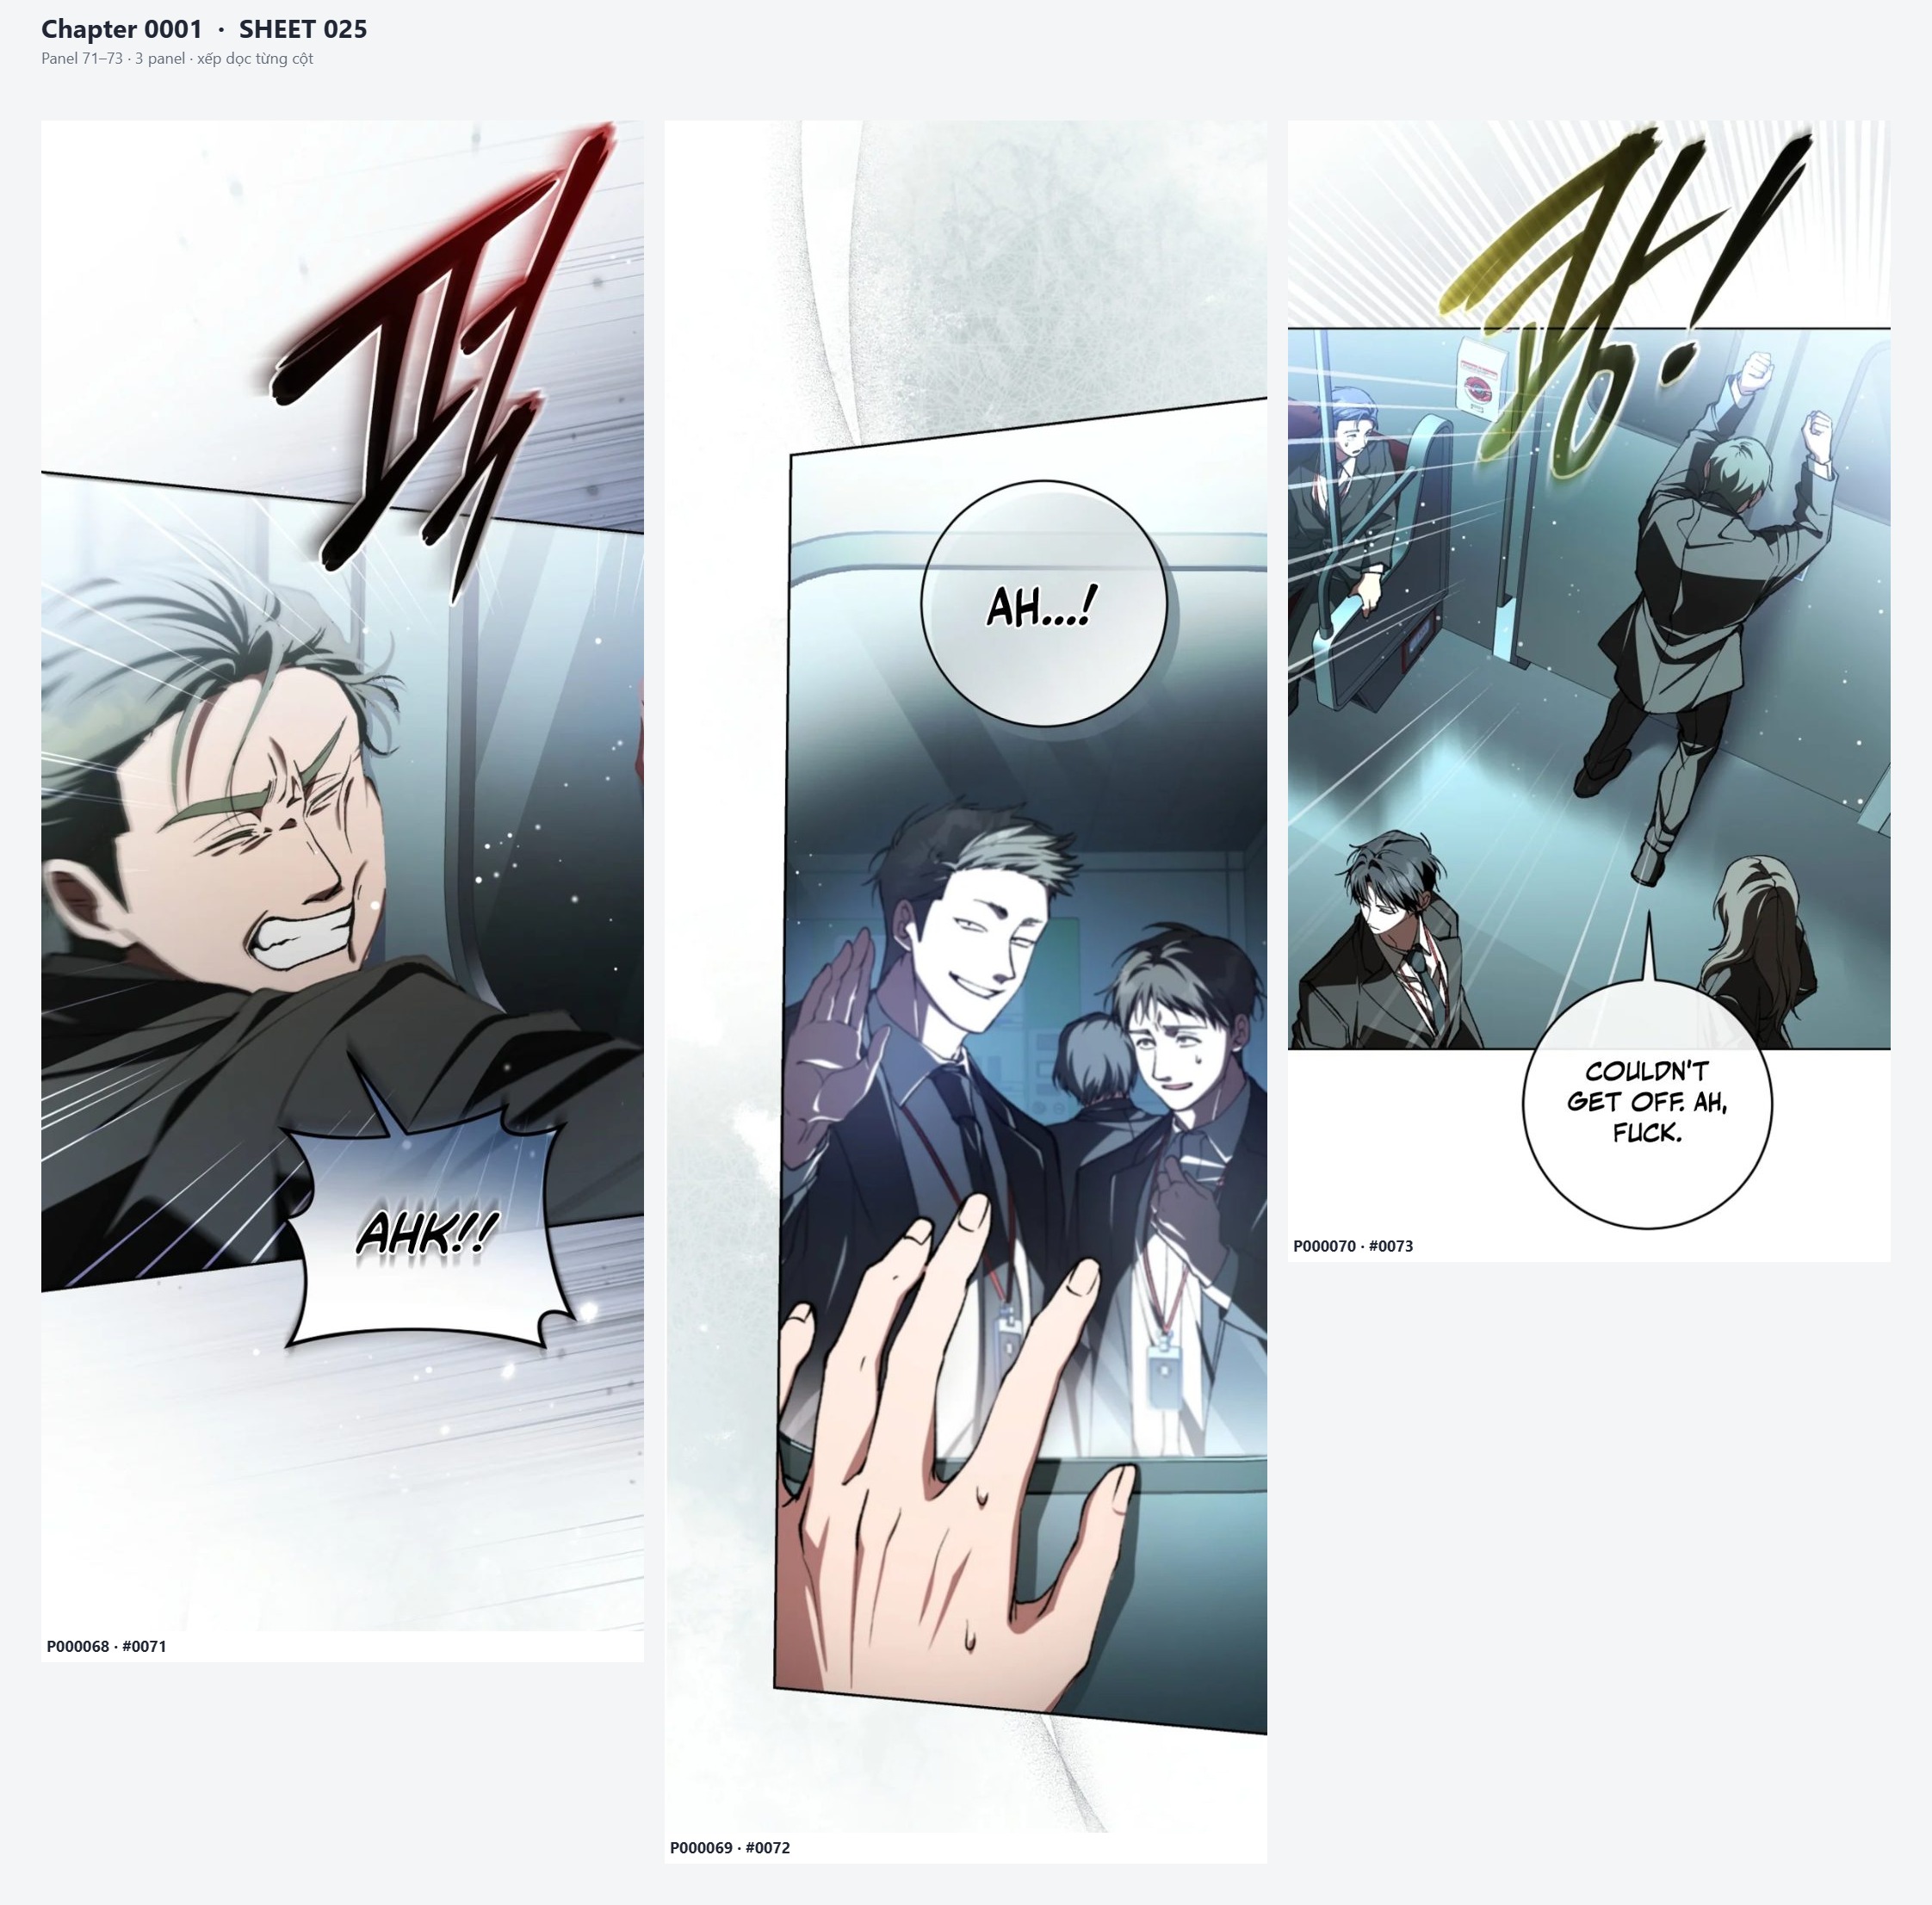 Chapter 0001 · SHEET 025
Panel 71–73 · 3 panel · xếp dọc từng cột
퍽
AHK!!
P000068 · #0071
AH...!
P000069 · #0072
쾅!
COULDN'T
GET OFF. AH,
FUCK.
P000070 · #0073